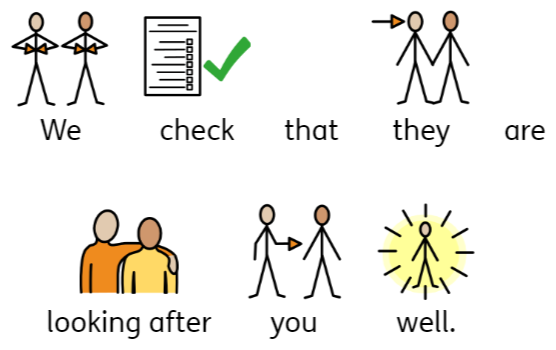 We check that they are
looking after you well.